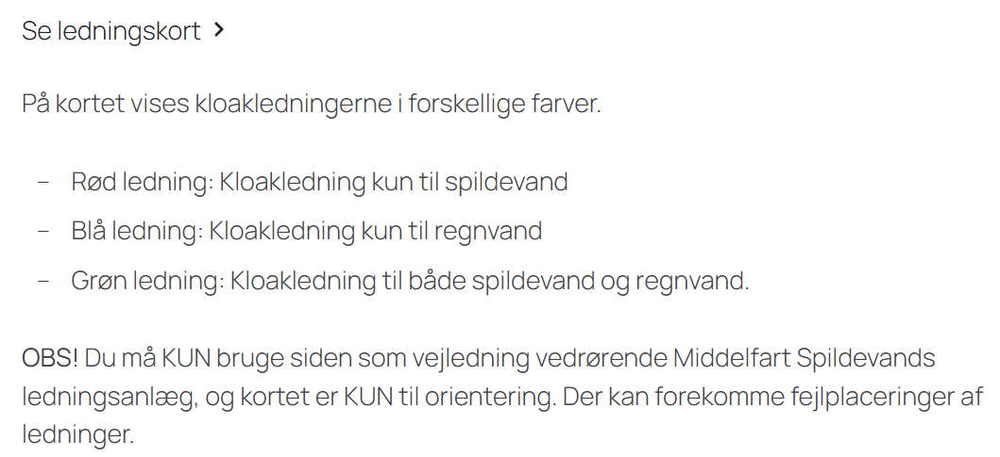 Se ledningskort >
På kortet vises kloakledningerne i forskellige farver.
– Rød ledning: Kloakledning kun til spildevand
– Blå ledning: Kloakledning kun til regnvand
– Grøn ledning: Kloakledning til både spildevand og regnvand.
OBS! Du må KUN bruge siden som vejledning vedrørende Middelfart Spildevands
ledningsanlæg, og kortet er KUN til orientering. Der kan forekomme fejlplaceringer af
ledninger.